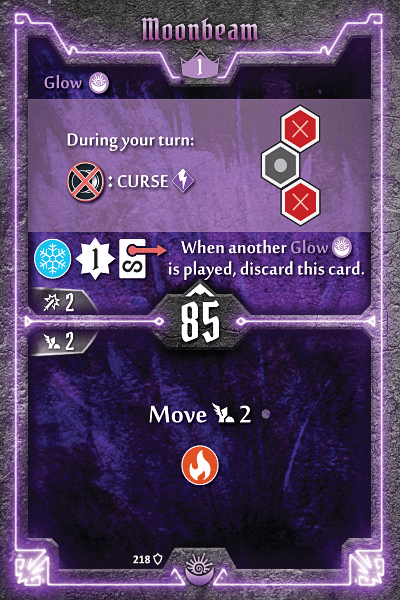 Moonbeam
1
Glow
During your turn:
: CURSE
1
When another Glow
is played, discard this card.
2
85
2
Move 2
218